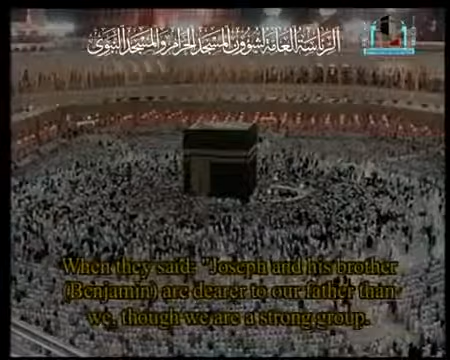 الرئاسة العامة لشؤون المسجد الحرام والمسجد النبوي
When they said: "Joseph and his brother
(Benjamin) are dearer to our father than
we, though we are a strong group.